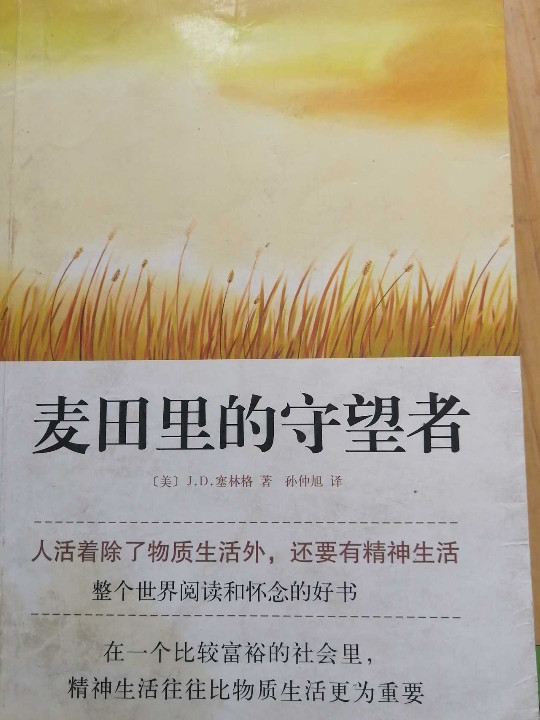 麦田里的守望者
〔美〕J.D.塞林格 著 孙仲旭 译
人活着除了物质生活外，还要有精神生活
整个世界阅读和怀念的好书
在一个比较富裕的社会里，
精神生活往往比物质生活更为重要